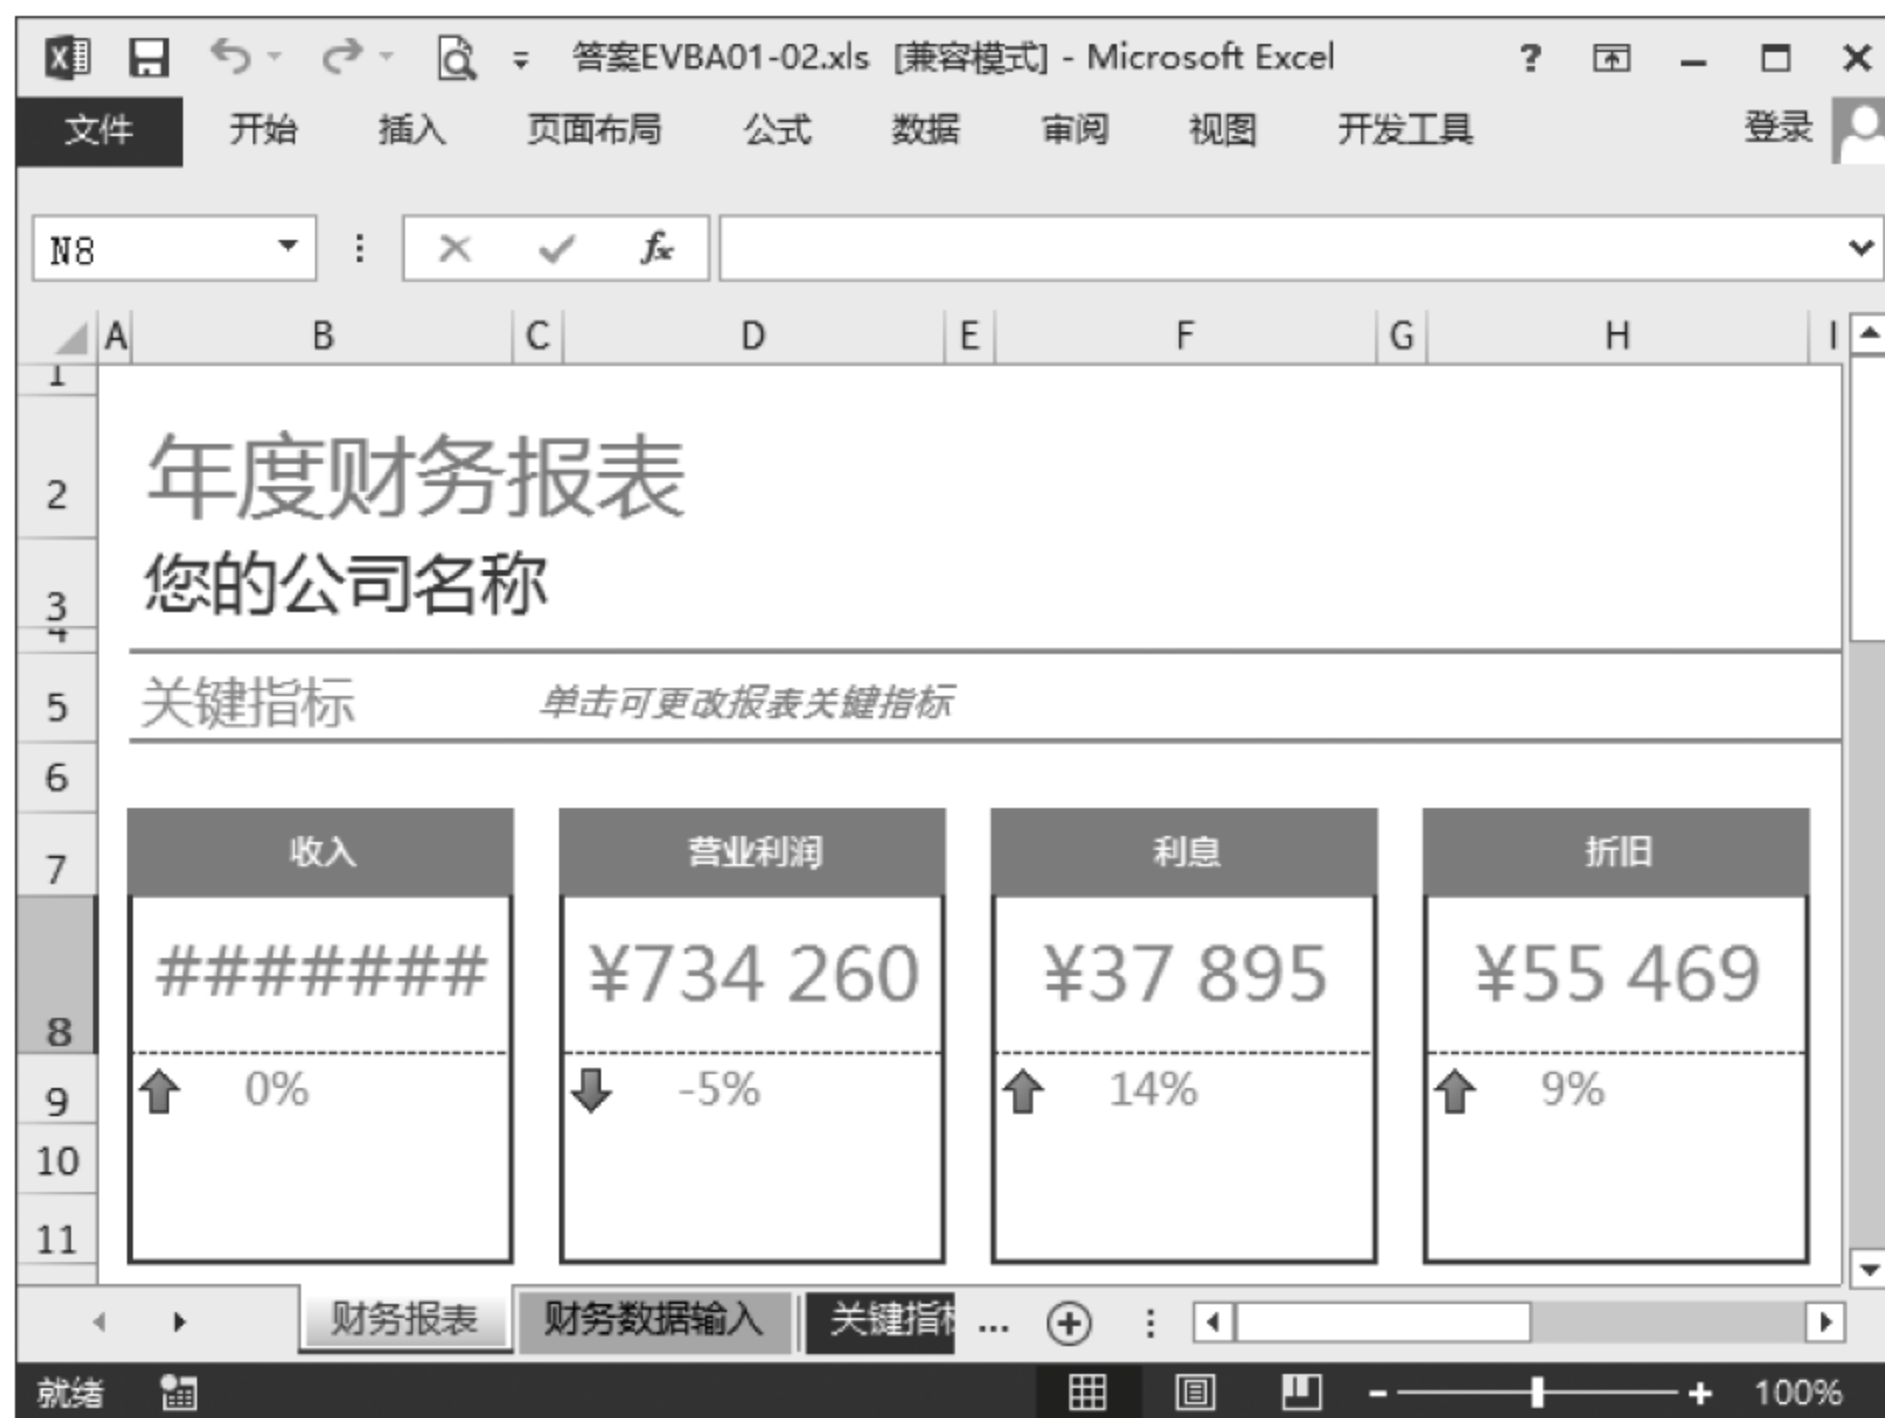 答案EVBA01-02.xls [兼容模式] - Microsoft Excel ?
文件 开始 插入 页面布局 公式 数据 审阅 视图 开发工具 登录
N8 fx
A B C D E F G H I
1
2 年度财务报表
3 您的公司名称
4
5 关键指标 单击可更改报表关键指标
6
7 收入 营业利润 利息 折旧
8 ####### ¥734 260 ¥37 895 ¥55 469
9 0% -5% 14% 9%
10
11
财务报表 财务数据输入 关键指 ...
就绪 100%